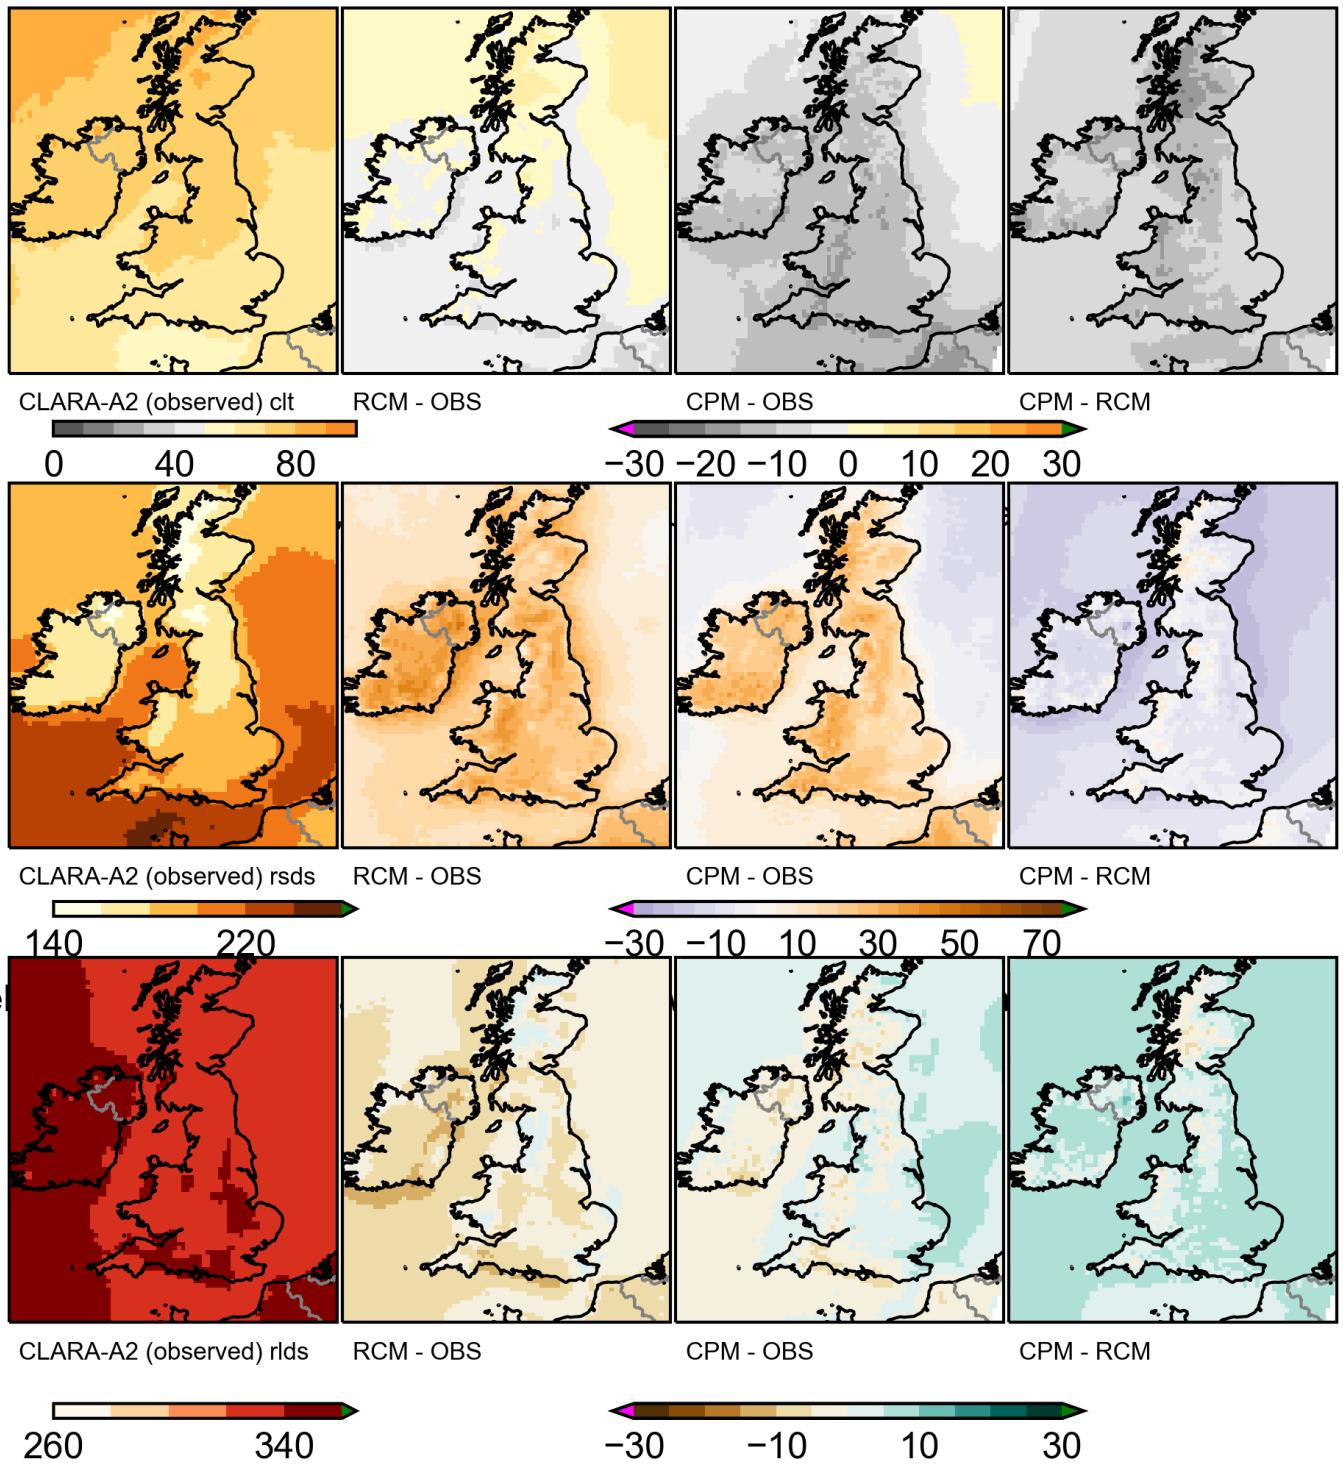 CLARA-A2 (observed) clt RCM - OBS CPM - OBS CPM - RCM
0 40 80 −30 −20 −10 0 10 20 30
CLARA-A2 (observed) rsds RCM - OBS CPM - OBS CPM - RCM
140 220 −30 −10 10 30 50 70
CLARA-A2 (observed) rlds RCM - OBS CPM - OBS CPM - RCM
260 340 −30 −10 10 30